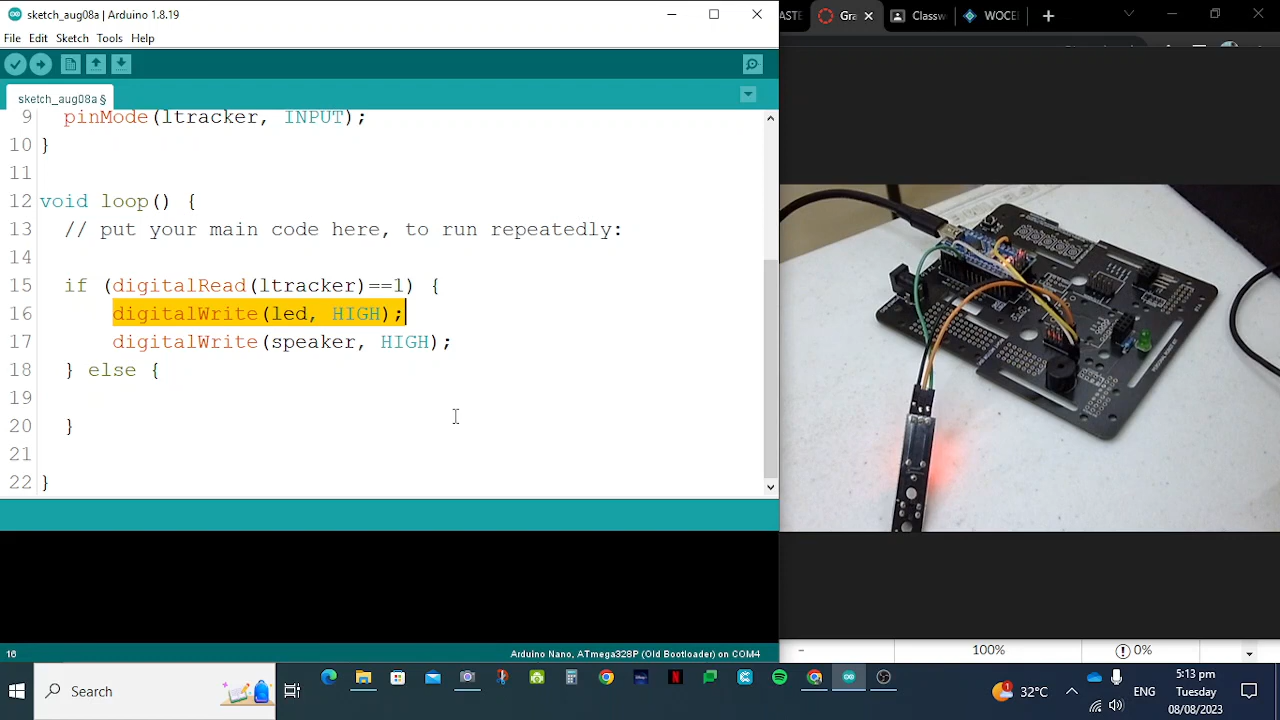 sketch_aug08a | Arduino 1.8.19
File Edit Sketch Tools Help
sketch_aug08a §
9 pinMode(ltracker, INPUT);
10 }
11
12 void loop() {
13 // put your main code here, to run repeatedly:
14
15 if (digitalRead(ltracker)==1) {
16 digitalWrite(led, HIGH);
17 digitalWrite(speaker, HIGH);
18 } else {
19
20 }
21
22 }
16
Arduino Nano, ATmega328P (Old Bootloader) on COM4
ASTE Gra Classw WOCE
100% 0%
Search
32°C
ENG
5:13 pm
Tuesday
08/08/2023